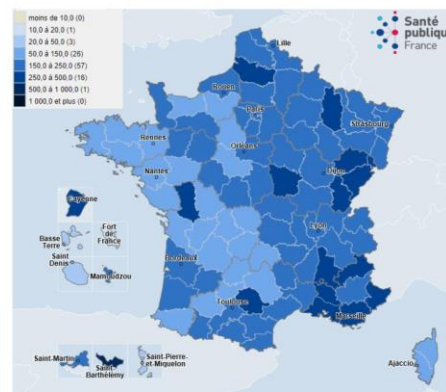 moins de 10,0 (0)
10,0 à 20,0 (1)
20,0 à 50,0 (3)
50,0 à 150,0 (26)
150,0 à 250,0 (57)
250,0 à 500,0 (16)
500,0 à 1 000,0 (1)
1 000,0 et plus (0)
Santé
publique
France
Lille
Rouen
Paris
Strasbourg
Rennes
Orléans
Nantes
Dijon
Cayenne
Basse
Terre
Fort
de
France
Saint
Denis
Mamoudzou
Lyon
Bordeaux
Toulouse
Marseille
Ajaccio
Saint-Martin
Saint-
Barthélémy
Saint-Pierre-
et-Miquelon